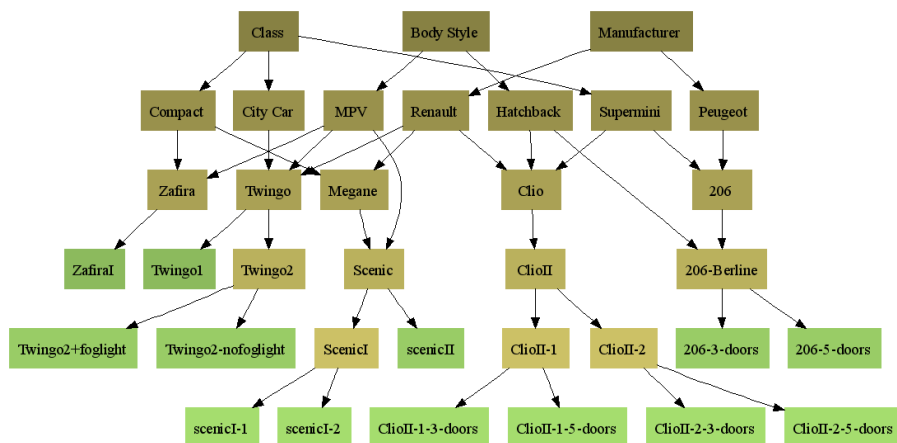 Class
Body Style
Manufacturer
Compact
City Car
MPV
Renault
Hatchback
Supermini
Peugeot
Zafira
Twingo
Megane
Clio
206
ZafiraI
Twingo1
Twingo2
Scenic
ClioII
206-Berline
Twingo2+foglight
Twingo2-nofoglight
ScenicI
scenicII
ClioII-1
ClioII-2
206-3-doors
206-5-doors
scenicI-1
scenicI-2
ClioII-1-3-doors
ClioII-1-5-doors
ClioII-2-3-doors
ClioII-2-5-doors